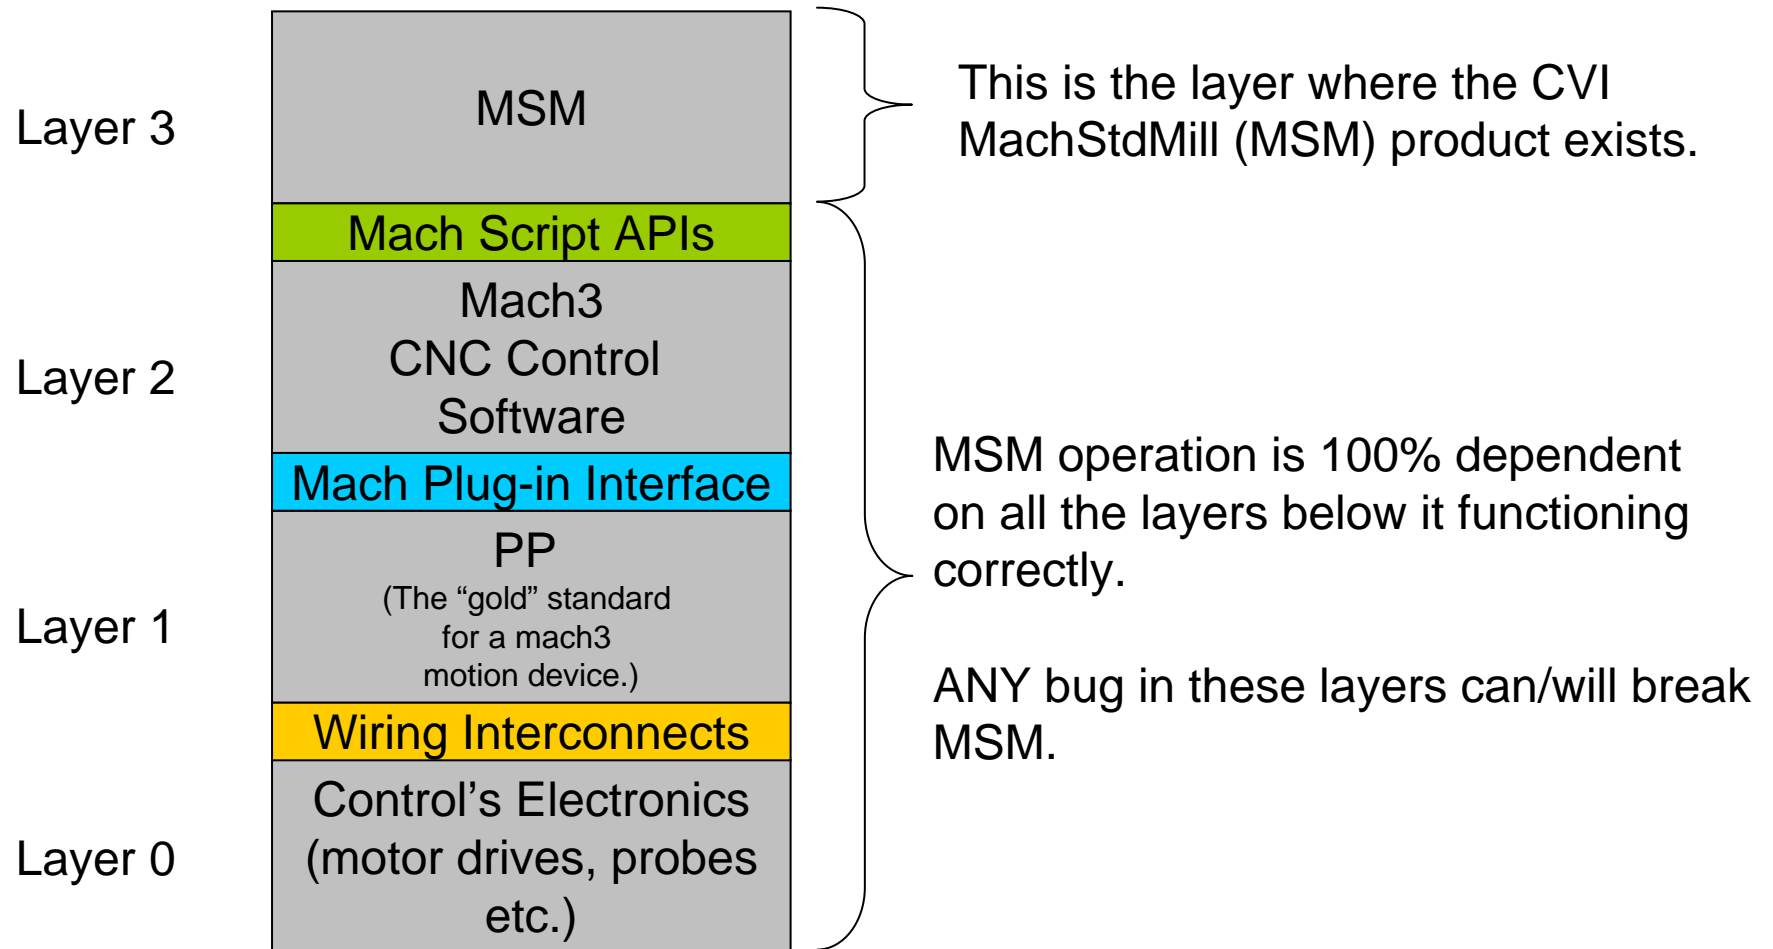 Layer 3
MSM
This is the layer where the CVI
MachStdMill (MSM) product exists.
Mach Script APIs
Layer 2
Mach3
CNC Control
Software
Mach Plug-in Interface
MSM operation is 100% dependent
on all the layers below it functioning
correctly.
ANY bug in these layers can/will break
MSM.
Layer 1
PP
(The “gold” standard
for a mach3
motion device.)
Wiring Interconnects
Layer 0
Control’s Electronics
(motor drives, probes
etc.)